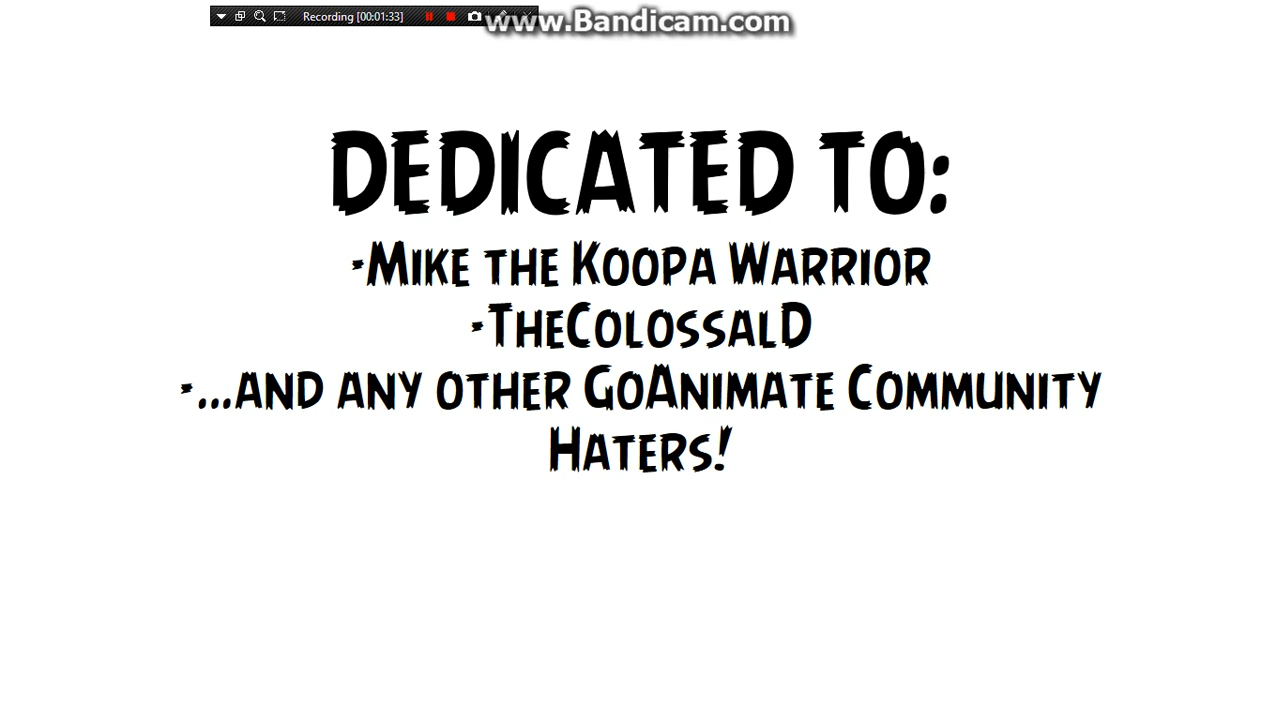 Recording [00:01:33]
www.Bandicam.com
DEDICATED TO:
-Mike the Koopa Warrior
-TheColossalD
-...and any other GoAnimate Community
Haters!